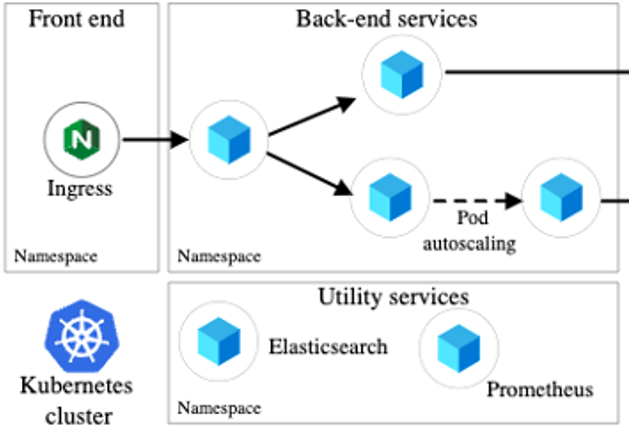 Front end
N
Ingress
Namespace
Back-end services
Pod
autoscaling
Namespace
Kubernetes
cluster
Utility services
Elasticsearch
Prometheus
Namespace